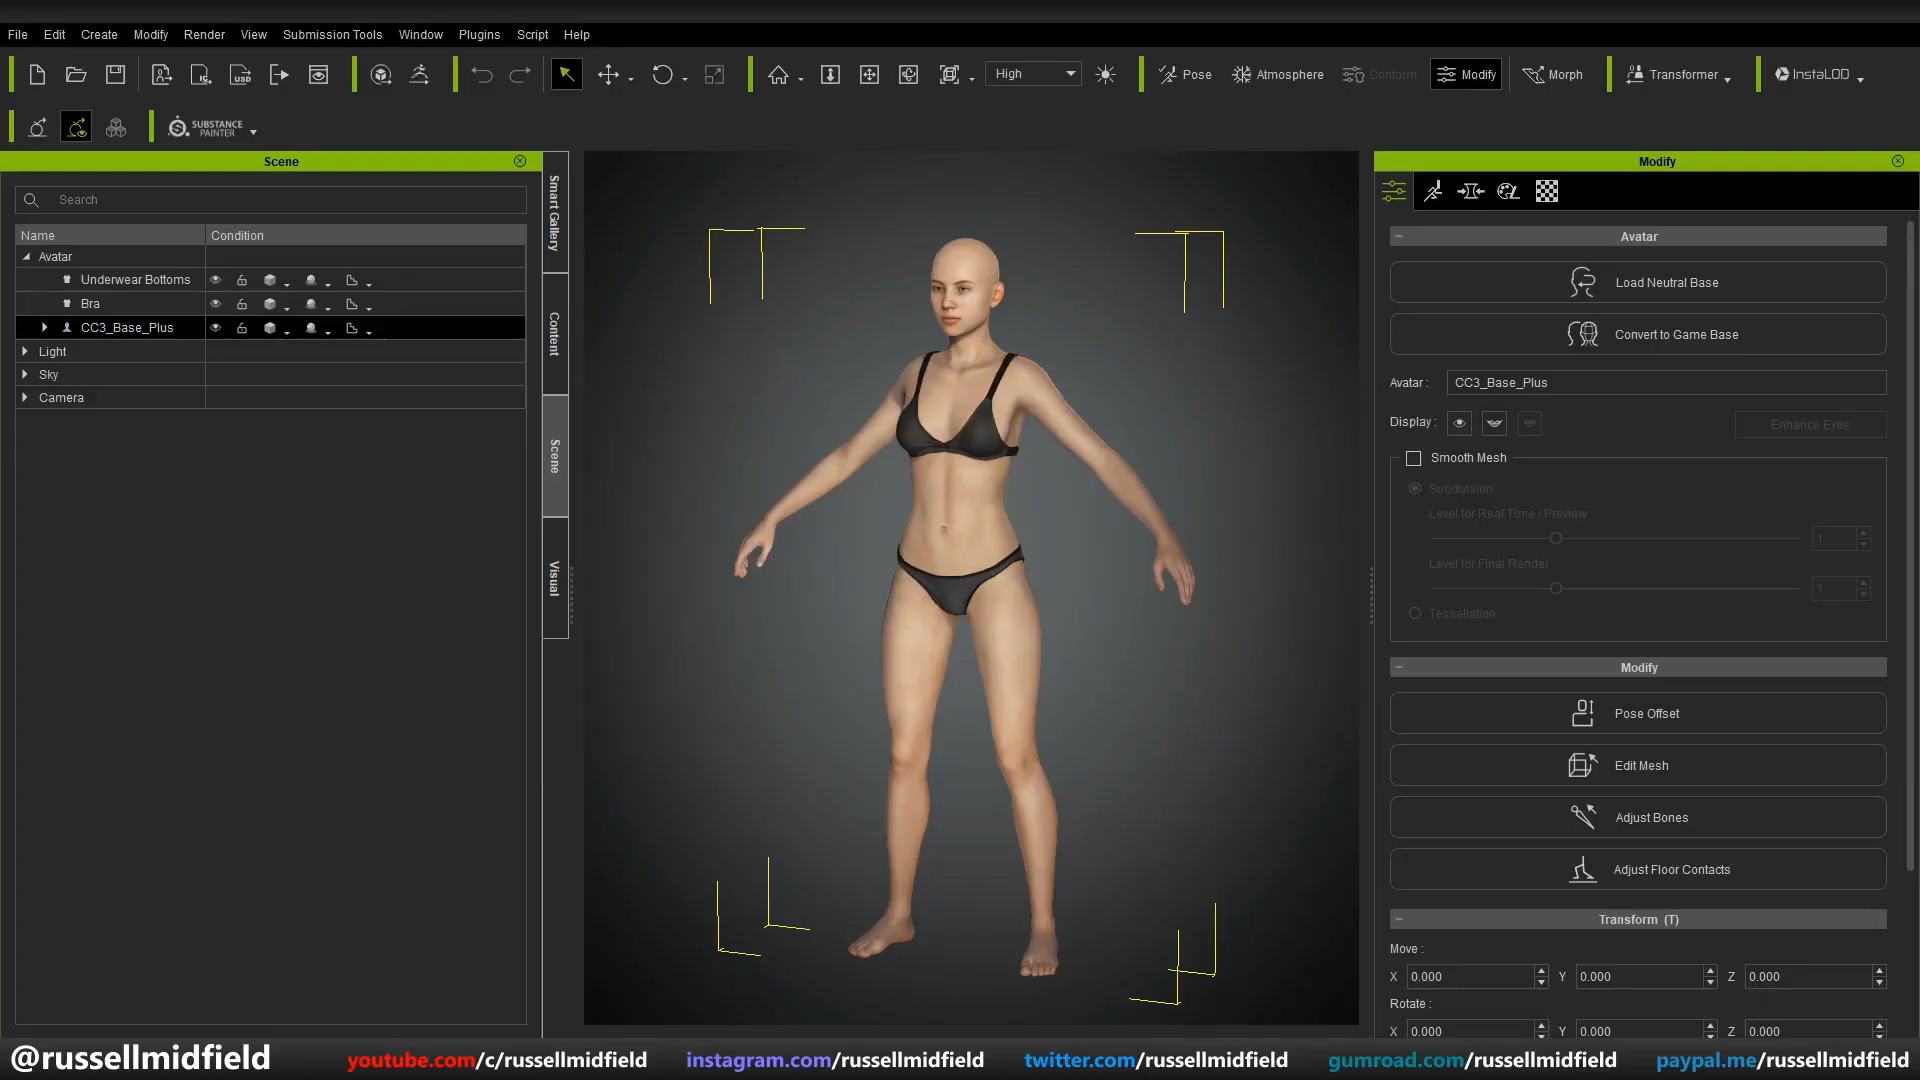 File Edit Create Modify Render View Submission Tools Window Plugins Script Help
IC USD High Pose Atmosphere Conform Modify Morph Transformer InstaLOD
SUBSTANCE
PAINTER
Scene
Search
Name Condition
Avatar
Underwear Bottoms
Bra
CC3_Base_Plus
Light
Sky
Camera
Smart Gallery
Content
Scene
Visual
Modify
Avatar
Load Neutral Base
Convert to Game Base
Avatar : CC3_Base_Plus
Display : Enhance Eyes
Smooth Mesh
Subdivision
Level for Real Time / Preview
1
Level for Final Render
1
Tessellation
Modify
Pose Offset
Edit Mesh
Adjust Bones
Adjust Floor Contacts
Transform (T)
Move :
X 0.000 Y 0.000 Z 0.000
Rotate :
X 0.000 Y 0.000 Z 0.000
@russellmidfield youtube.com/c/russellmidfield instagram.com/russellmidfield twitter.com/russellmidfield gumroad.com/russellmidfield paypal.me/russellmidfield